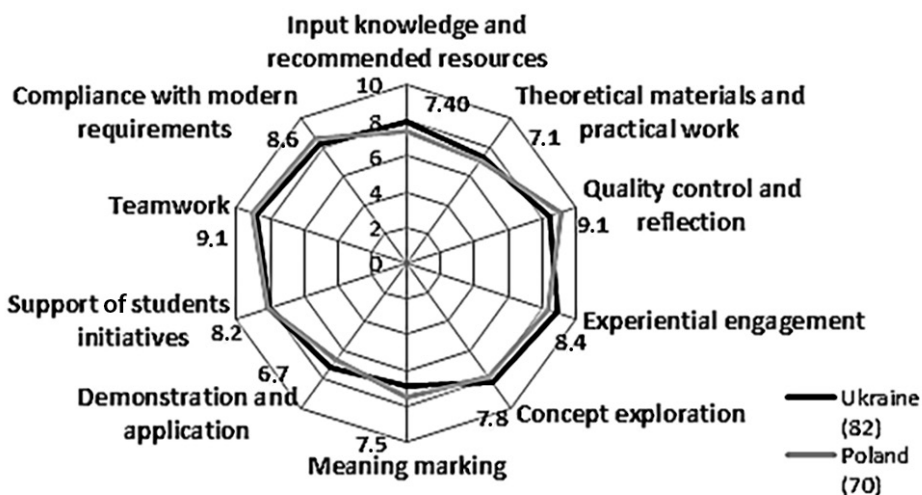 Input knowledge and
recommended resources
10
7.40
Compliance with modern
requirements
8.6
8
Theoretical materials and
practical work
7.1
6
4
2
0
Quality control and
reflection
9.1
Teamwork
9.1
Experiential engagement
8.4
Support of students
initiatives
8.2
6.7
Demonstration and
application
7.8
Concept exploration
7.5
Meaning marking
Ukraine
(82)
Poland
(70)